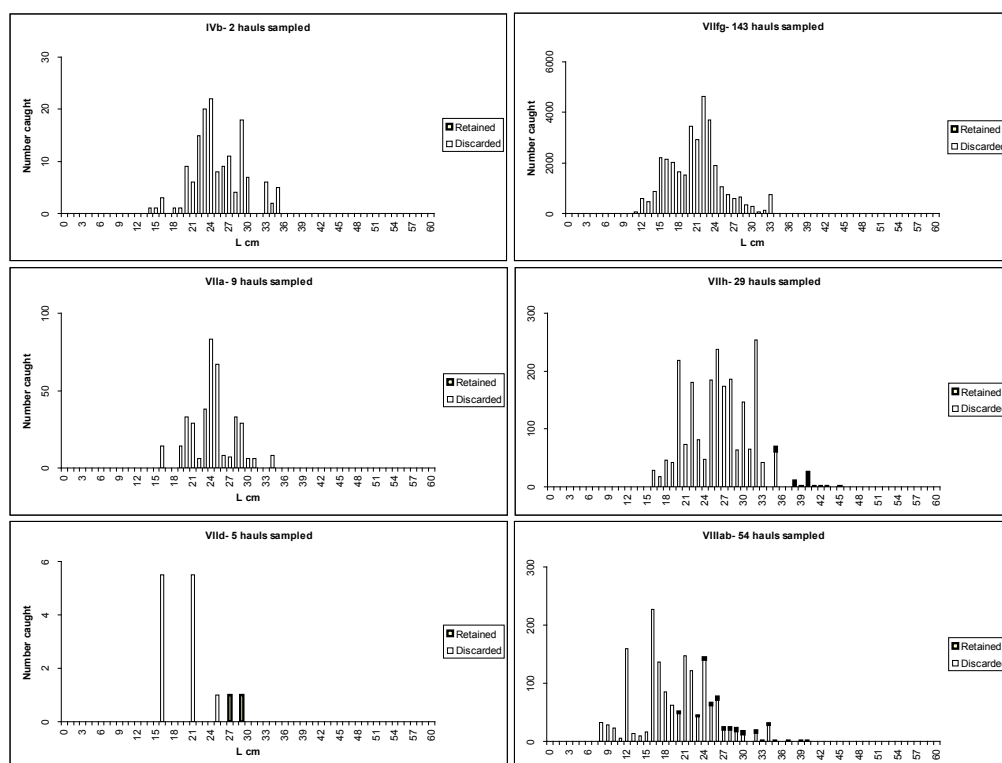 IVb- 2 hauls sampled
Number caught
30
20
10
0
0 3 6 9 12 15 18 21 24 27 30 33 36 39 42 45 48 51 54 57 60
L cm
Retained
Discarded
VIIfg- 143 hauls sampled
Number caught
6000
4000
2000
0
0 3 6 9 12 15 18 21 24 27 30 33 36 39 42 45 48 51 54 57 60
L cm
Retained
Discarded
VIIa- 9 hauls sampled
Number caught
100
50
0
0 3 6 9 12 15 18 21 24 27 30 33 36 39 42 45 48 51 54 57 60
L cm
Retained
Discarded
VIIh- 29 hauls sampled
300
200
100
0
0 3 6 9 12 15 18 21 24 27 30 33 36 39 42 45 48 51 54 57 60
Retained
Discarded
VIId- 5 hauls sampled
Number caught
6
4
2
0
0 3 6 9 12 15 18 21 24 27 30 33 36 39 42 45 48 51 54 57 60
L cm
Retained
Discarded
VIIIab- 54 hauls sampled
300
200
100
0
0 3 6 9 12 15 18 21 24 27 30 33 36 39 42 45 48 51 54 57 60
Retained
Discarded